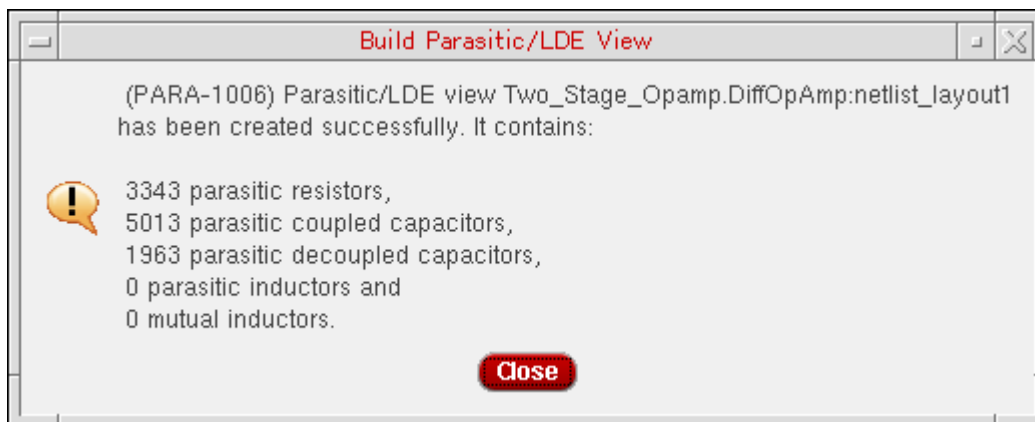 Build Parasitic/LDE View
(PARA-1006) Parasitic/LDE view Two_Stage_Opamp.DiffOpAmp:netlist_layout1
has been created successfully. It contains:
3343 parasitic resistors,
5013 parasitic coupled capacitors,
1963 parasitic decoupled capacitors,
0 parasitic inductors and
0 mutual inductors.
Close